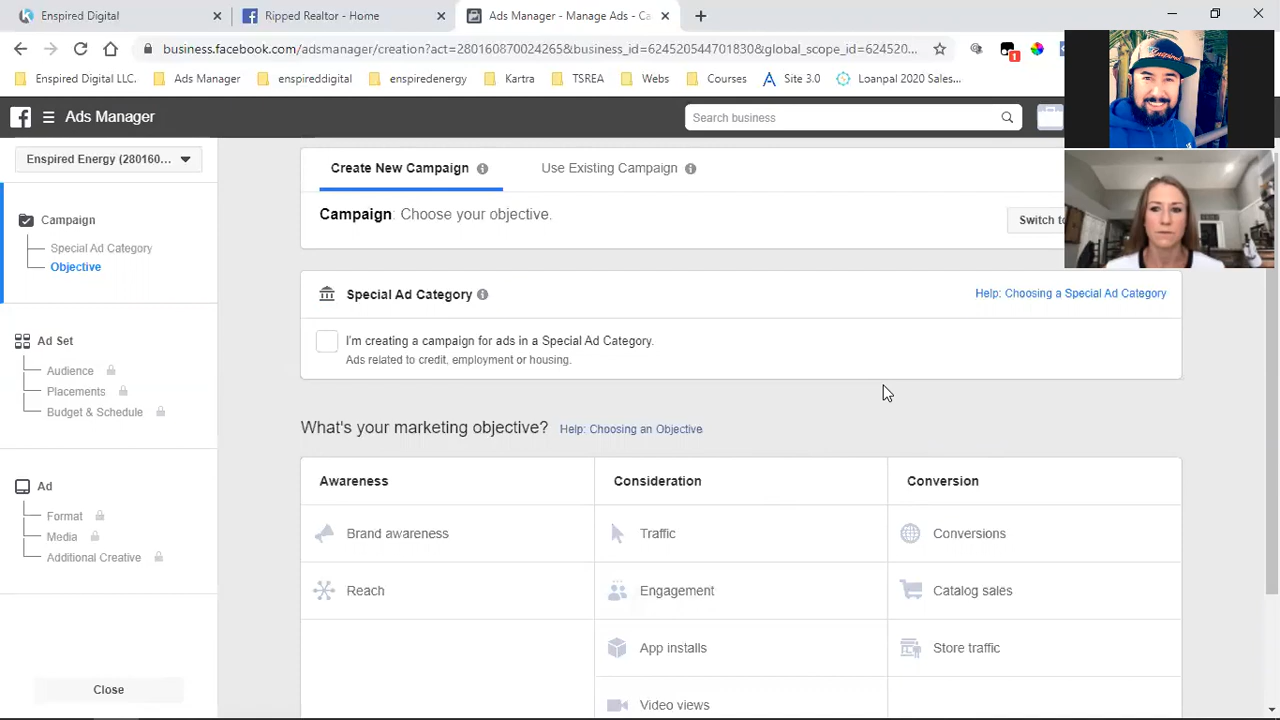 Enspired Digital
Ripped Realtor - Home
Ads Manager - Manage Ads - Ca
business.facebook.com/adsmanager/creation?act=280160870024265&business_id=624520544701830&global_scope_id=624520...
1
Enspired Digital LLC.
Ads Manager
enspireddigital
enspiredenergy
Kartra
TSREA
Webs
Courses
Site 3.0
Lonpal 2020 Sales...
Ads Manager
Search business
Enspired Energy (280160...
Create New Campaign
Use Existing Campaign
Campaign: Choose your objective.
Switch to
Campaign
Special Ad Category
Objective
Special Ad Category
Help: Choosing a Special Ad Category
I'm creating a campaign for ads in a Special Ad Category.
Ads related to credit, employment or housing.
Ad Set
Audience
Placements
Budget & Schedule
What's your marketing objective? Help: Choosing an Objective
Awareness
Consideration
Conversion
Ad
Format
Media
Additional Creative
Brand awareness
Traffic
Conversions
Reach
Engagement
Catalog sales
App installs
Store traffic
Video views
Close